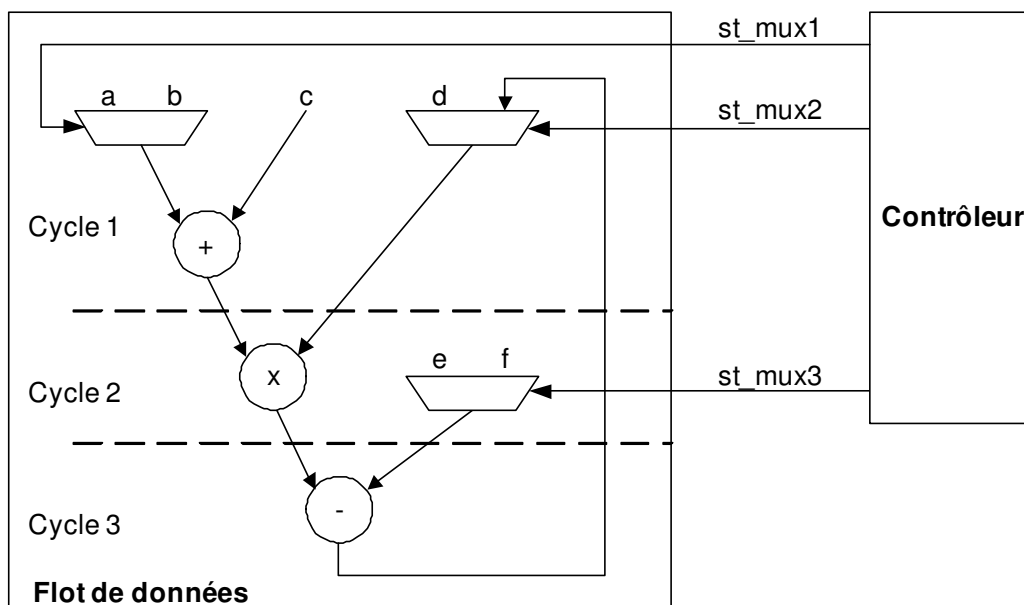 st_mux1
a b c d
st_mux2
Cycle 1
Contrôleur
+
x
e f
st_mux3
Cycle 2
-
Cycle 3
Flot de données